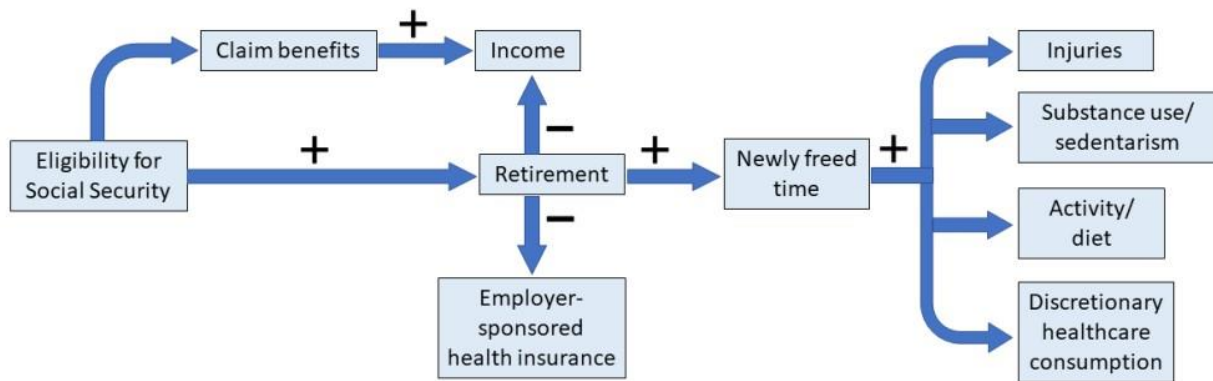 +
Claim benefits
Income
Injuries
Substance use/
sedentarism
Eligibility for
Social Security
+
−
Retirement
+
Newly freed
time
+
−
Activity/
diet
Employer-
sponsored
health insurance
Discretionary
healthcare
consumption